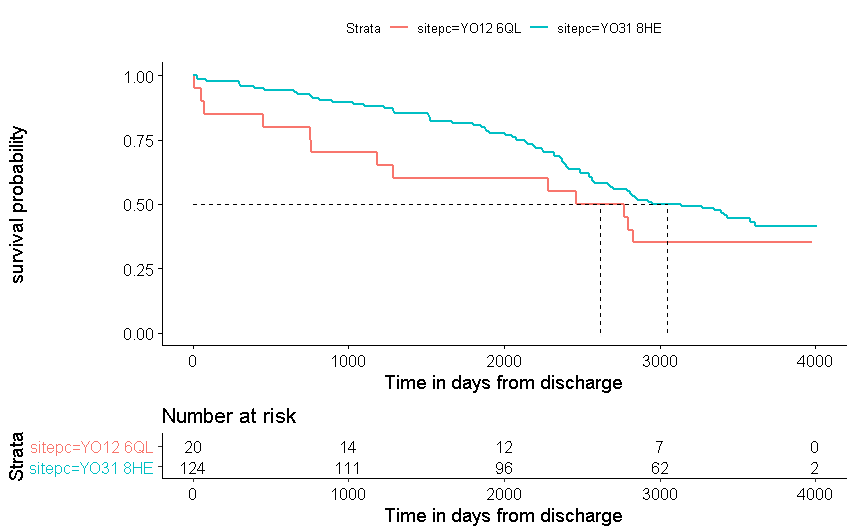 Strata sitepc=YO12 6QL sitepc=YO31 8HE
survival probability
1.00
0.75
0.50
0.25
0.00
0 1000 2000 3000 4000
Time in days from discharge
Number at risk
Strata
sitepc=YO12 6QL 20 14 12 7 0
sitepc=YO31 8HE 124 111 96 62 2
0 1000 2000 3000 4000
Time in days from discharge